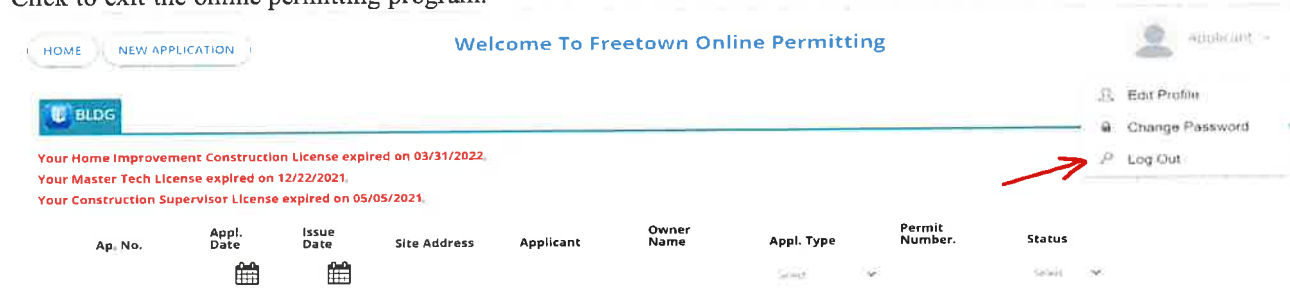 Click to exit the online permitting program.
HOME NEW APPLICATION Welcome To Freetown Online Permitting Applicant
Edit Profile
BLDG
Change Password
Your Home Improvement Construction License expired on 03/31/2022.
Log Out
Your Master Tech License expired on 12/22/2021.
Your Construction Supervisor License expired on 05/05/2021.
Ap. No. Appl. Date Issue Date Site Address Applicant Owner Name Appl. Type Permit Number. Status
Select Select